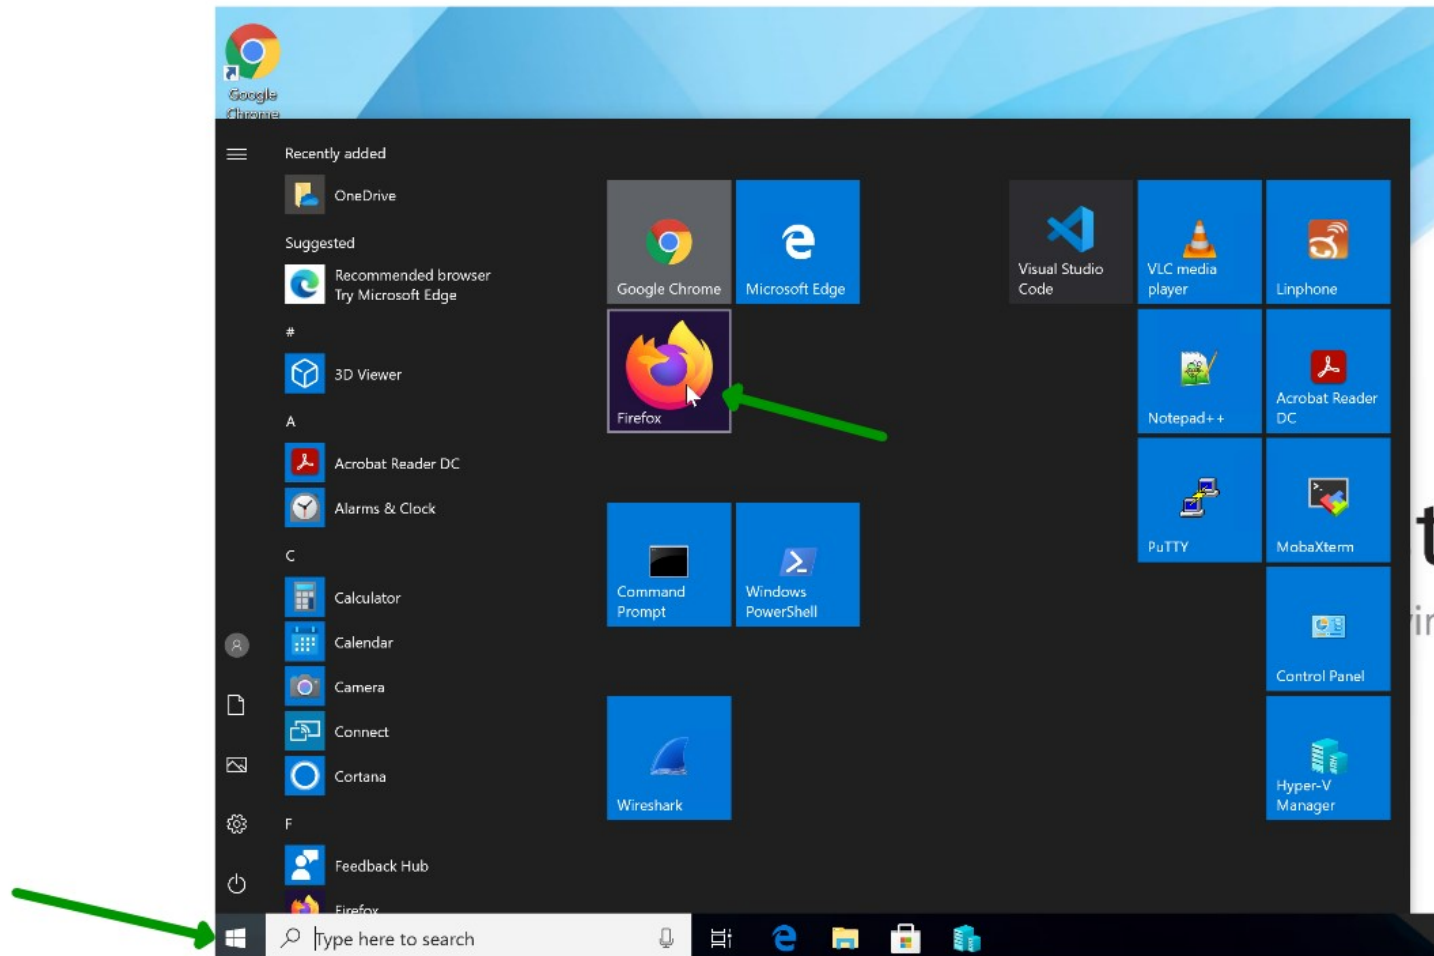 Google
Chrome
Recently added
OneDrive
Suggested
Recommended browser
Try Microsoft Edge
#
3D Viewer
A
Acrobat Reader DC
Alarms & Clock
C
Calculator
Calendar
Camera
Connect
Cortana
F
Feedback Hub
Firefox
Google Chrome
Microsoft Edge
Firefox
Command
Prompt
Windows
PowerShell
Wireshark
Visual Studio
Code
VLC media
player
Linphone
Notepad++
Acrobat Reader
DC
PuTTY
MobaXterm
Control Panel
Hyper-V
Manager
Type here to search